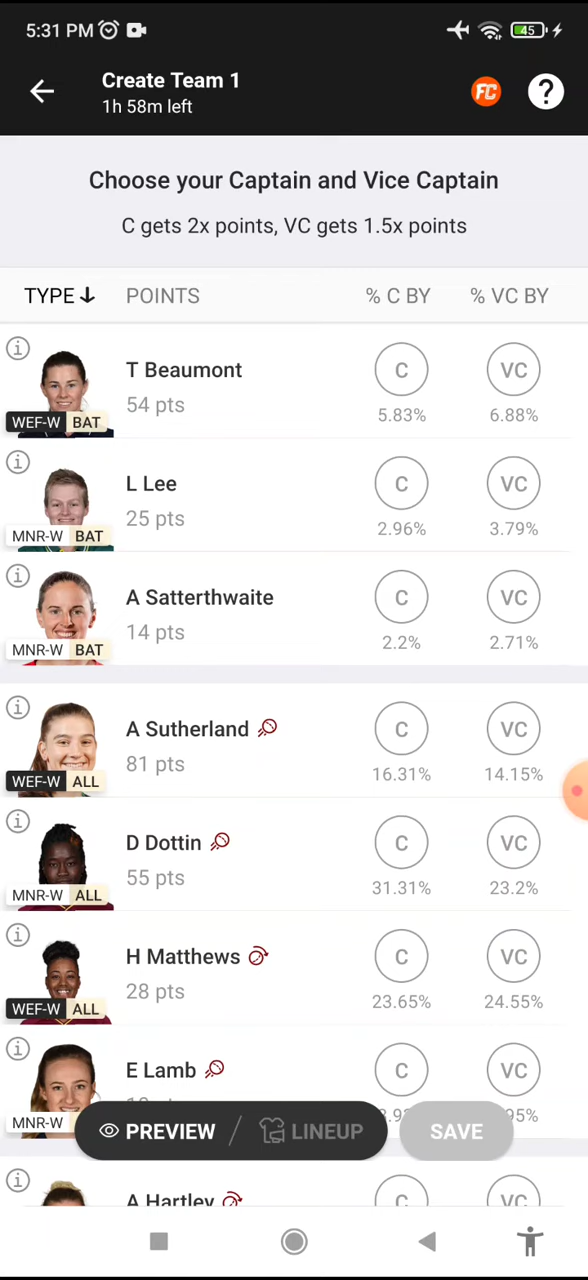 5:31 PM
45
Create Team 1
1h 58m left
FC
?
Choose your Captain and Vice Captain
C gets 2x points, VC gets 1.5x points
TYPE POINTS % C BY % VC BY
T Beaumont C VC
54 pts 5.83% 6.88%
WEF-W BAT
L Lee C VC
25 pts 2.96% 3.79%
MNR-W BAT
A Satterthwaite C VC
14 pts 2.2% 2.71%
MNR-W BAT
A Sutherland C VC
81 pts 16.31% 14.15%
WEF-W ALL
D Dottin C VC
55 pts 31.31% 23.2%
MNR-W ALL
H Matthews C VC
28 pts 23.65% 24.55%
WEF-W ALL
E Lamb C VC
MNR-W
PREVIEW / LINEUP SAVE
A Hartley C VC